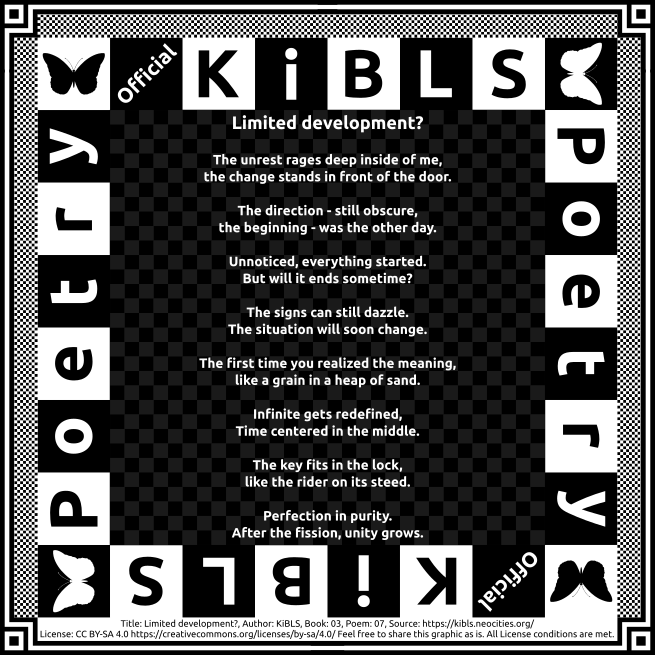 Official KiBLS
Poetry
Poetry
Limited development?
The unrest rages deep inside of me,
the change stands in front of the door.
The direction - still obscure,
the beginning - was the other day.
Unnoticed, everything started.
But will it ends sometime?
The signs can still dazzle.
The situation will soon change.
The first time you realized the meaning,
like a grain in a heap of sand.
Infinite gets redefined,
Time centered in the middle.
The key fits in the lock,
like the rider on its steed.
Perfection in purity.
After the fission, unity grows.
Official KiBLS
Title: Limited development?, Author: KiBLS, Book: 03, Poem: 07, Source: https://kibls.neocities.org/
License: CC BY-SA 4.0 https://creativecommons.org/licenses/by-sa/4.0/ Feel free to share this graphic as is. All License conditions are met.